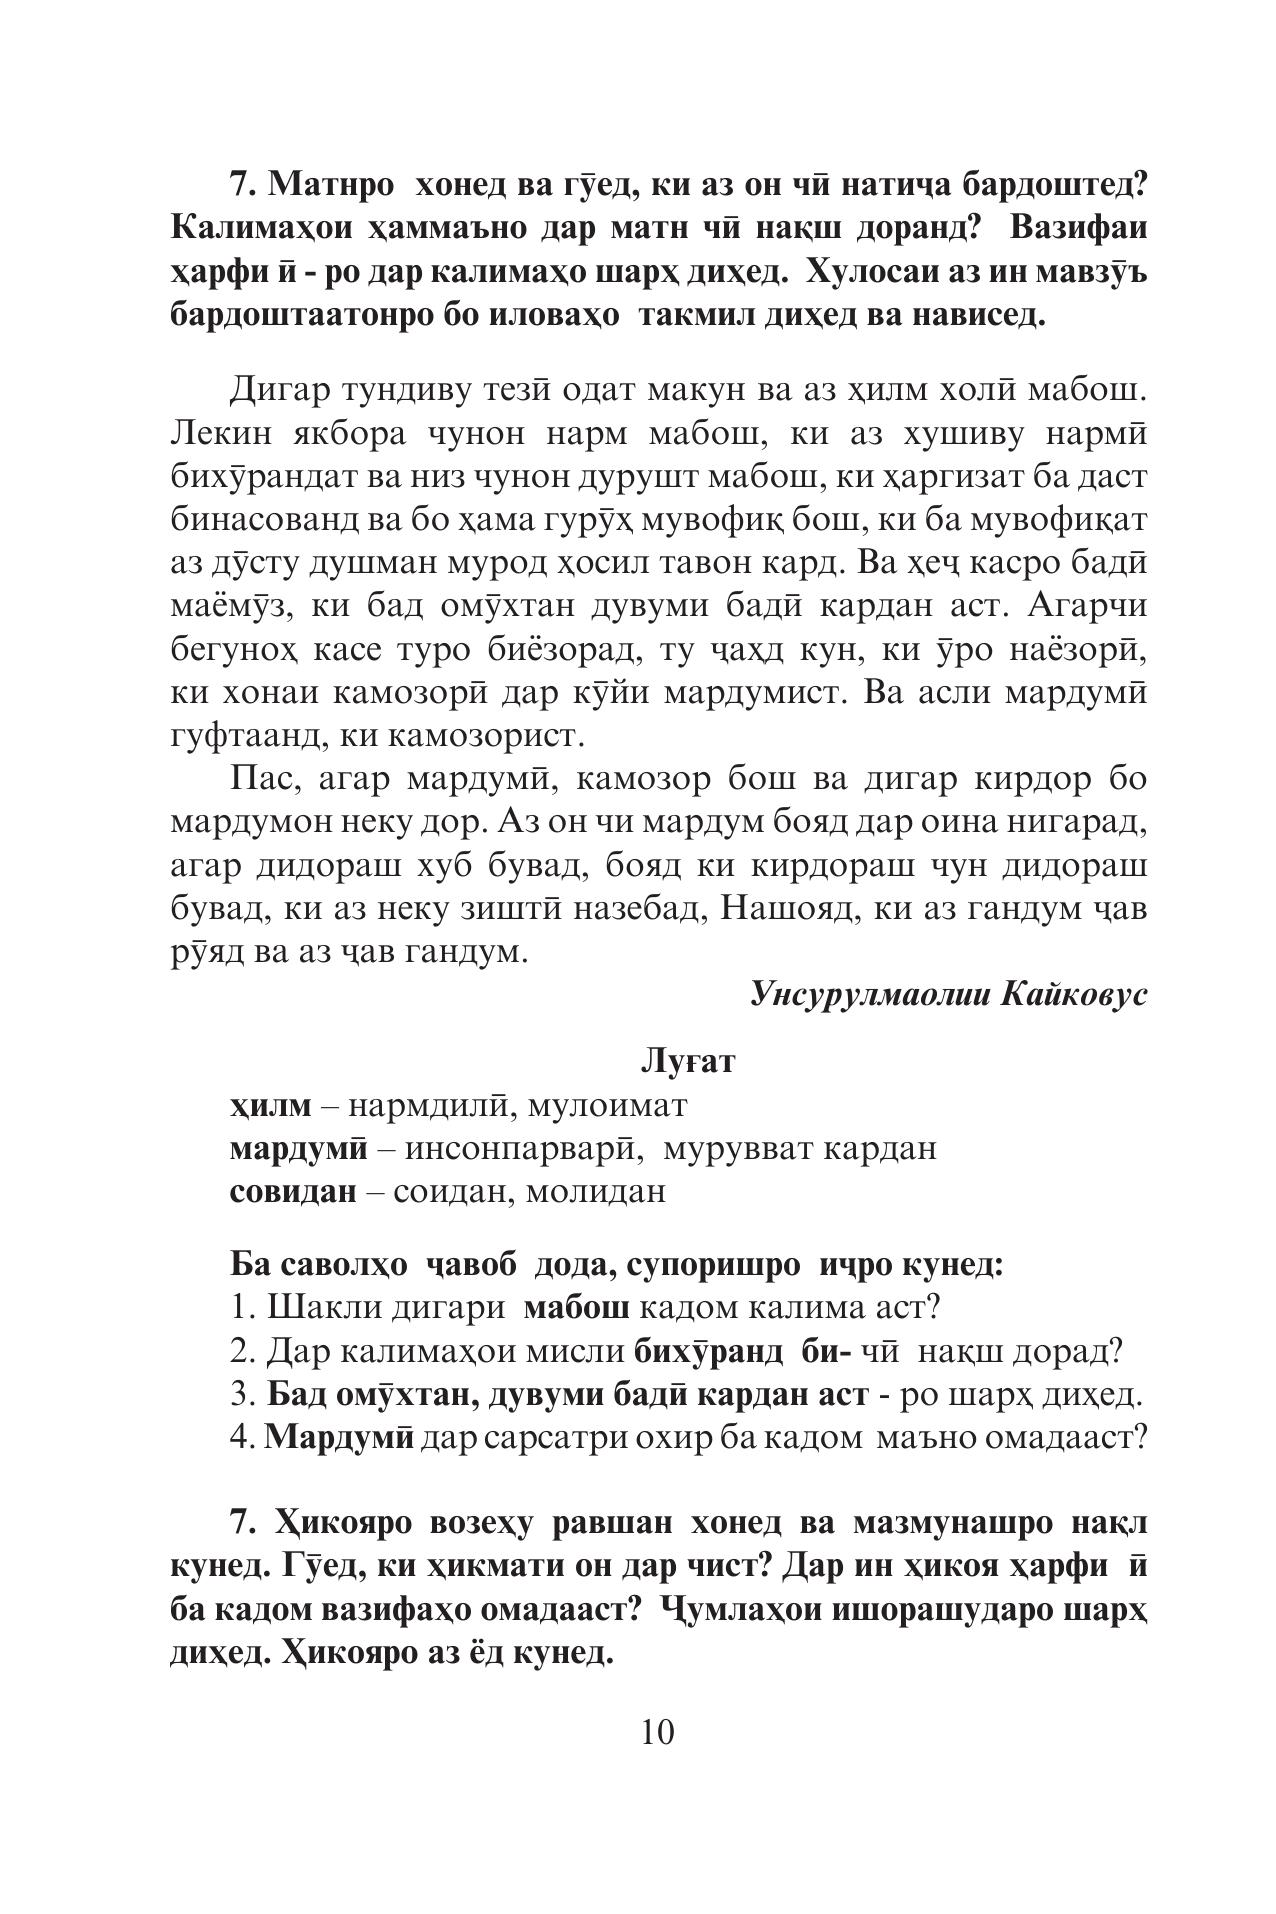 7. Матнро хонед ва гӯед, ки аз он чӣ натиҷа бардоштед?
Калимаҳои ҳаммаъно дар матн чӣ нақш доранд? Вазифаи
ҳарфи ӣ - ро дар калимаҳо шарҳ диҳед. Хулосаи аз ин мавзӯъ
бардоштаатонро бо иловаҳо такмил диҳед ва нависед.
Дигар тундиву тезӣ одат макун ва аз ҳилм холӣ мабош.
Лекин якбора чунон нарм мабош, ки аз хушиву нармӣ
бихӯрандат ва низ чунон дурушт мабош, ки ҳаргизат ба даст
бинасованд ва бо ҳама гурӯҳ мувофиқ бош, ки ба мувофиқат
аз дӯсту душман мурод ҳосил тавон кард. Ва ҳеҷ касро бадӣ
маёмӯз, ки бад омӯхтан дувуми бадӣ кардан аст. Агарчи
бегуноҳ касе туро биёзорад, ту ҷаҳд кун, ки ӯро наёзорӣ,
ки хонаи камозорӣ дар кӯйи мардумист. Ва асли мардумӣ
гуфтаанд, ки камозорист.
Пас, агар мардумӣ, камозор бош ва дигар кирдор бо
мардумон неку дор. Аз он чи мардум бояд дар оина нигарад,
агар дидораш хуб бувад, бояд ки кирдораш чун дидораш
бувад, ки аз неку зиштӣ назебад, Нашояд, ки аз гандум ҷав
рӯяд ва аз ҷав гандум.
Унсурулмаолии Кайковус
Луғат
ҳилм – нармдилӣ, мулоимат
мардумӣ – инсонпарварӣ, мурувват кардан
совидан – соидан, молидан
Ба саволҳо ҷавоб дода, супоришро иҷро кунед:
1. Шакли дигари мабош кадом калима аст?
2. Дар калимаҳои мисли бихӯранд би- чӣ нақш дорад?
3. Бад омӯхтан, дувуми бадӣ кардан аст - ро шарҳ диҳед.
4. Мардумӣ дар сарсатри охир ба кадом маъно омадааст?
7. Ҳикояро возеҳу равшан хонед ва мазмунашро нақл
кунед. Гӯед, ки ҳикмати он дар чист? Дар ин ҳикоя ҳарфи ӣ
ба кадом вазифаҳо омадааст? Ҷумлаҳои ишорашударо шарҳ
диҳед. Ҳикояро аз ёд кунед.
10